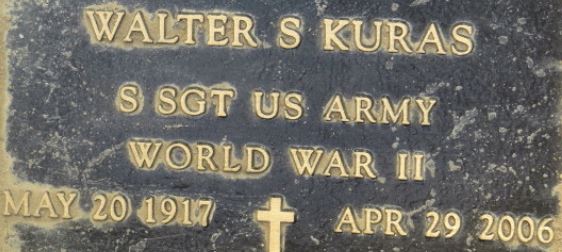 WALTER S KURAS
S SGT US ARMY
WORLD WAR II
MAY 20 1917 APR 29 2006